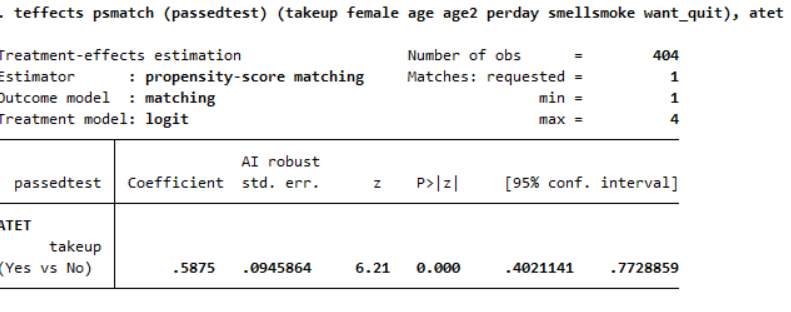 . teffects psmatch (passedtest) (takeup female age age2 perday smellsmoke want_quit), atet
Treatment-effects estimation Number of obs = 404
Estimator : propensity-score matching Matches: requested = 1
Outcome model : matching min = 1
Treatment model: logit max = 4
AI robust
passedtest Coefficient std. err. z P>|z| [95% conf. interval]
ATET
takeup
(Yes vs No) .5875 .0945864 6.21 0.000 .4021141 .7728859